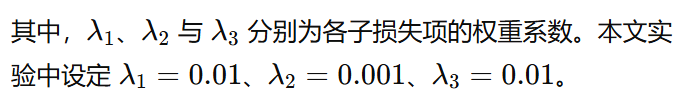 其中，λ₁、λ₂ 与 λ₃ 分别为各子损失项的权重系数。本文实
验中设定 λ₁ = 0.01、λ₂ = 0.001、λ₃ = 0.01。